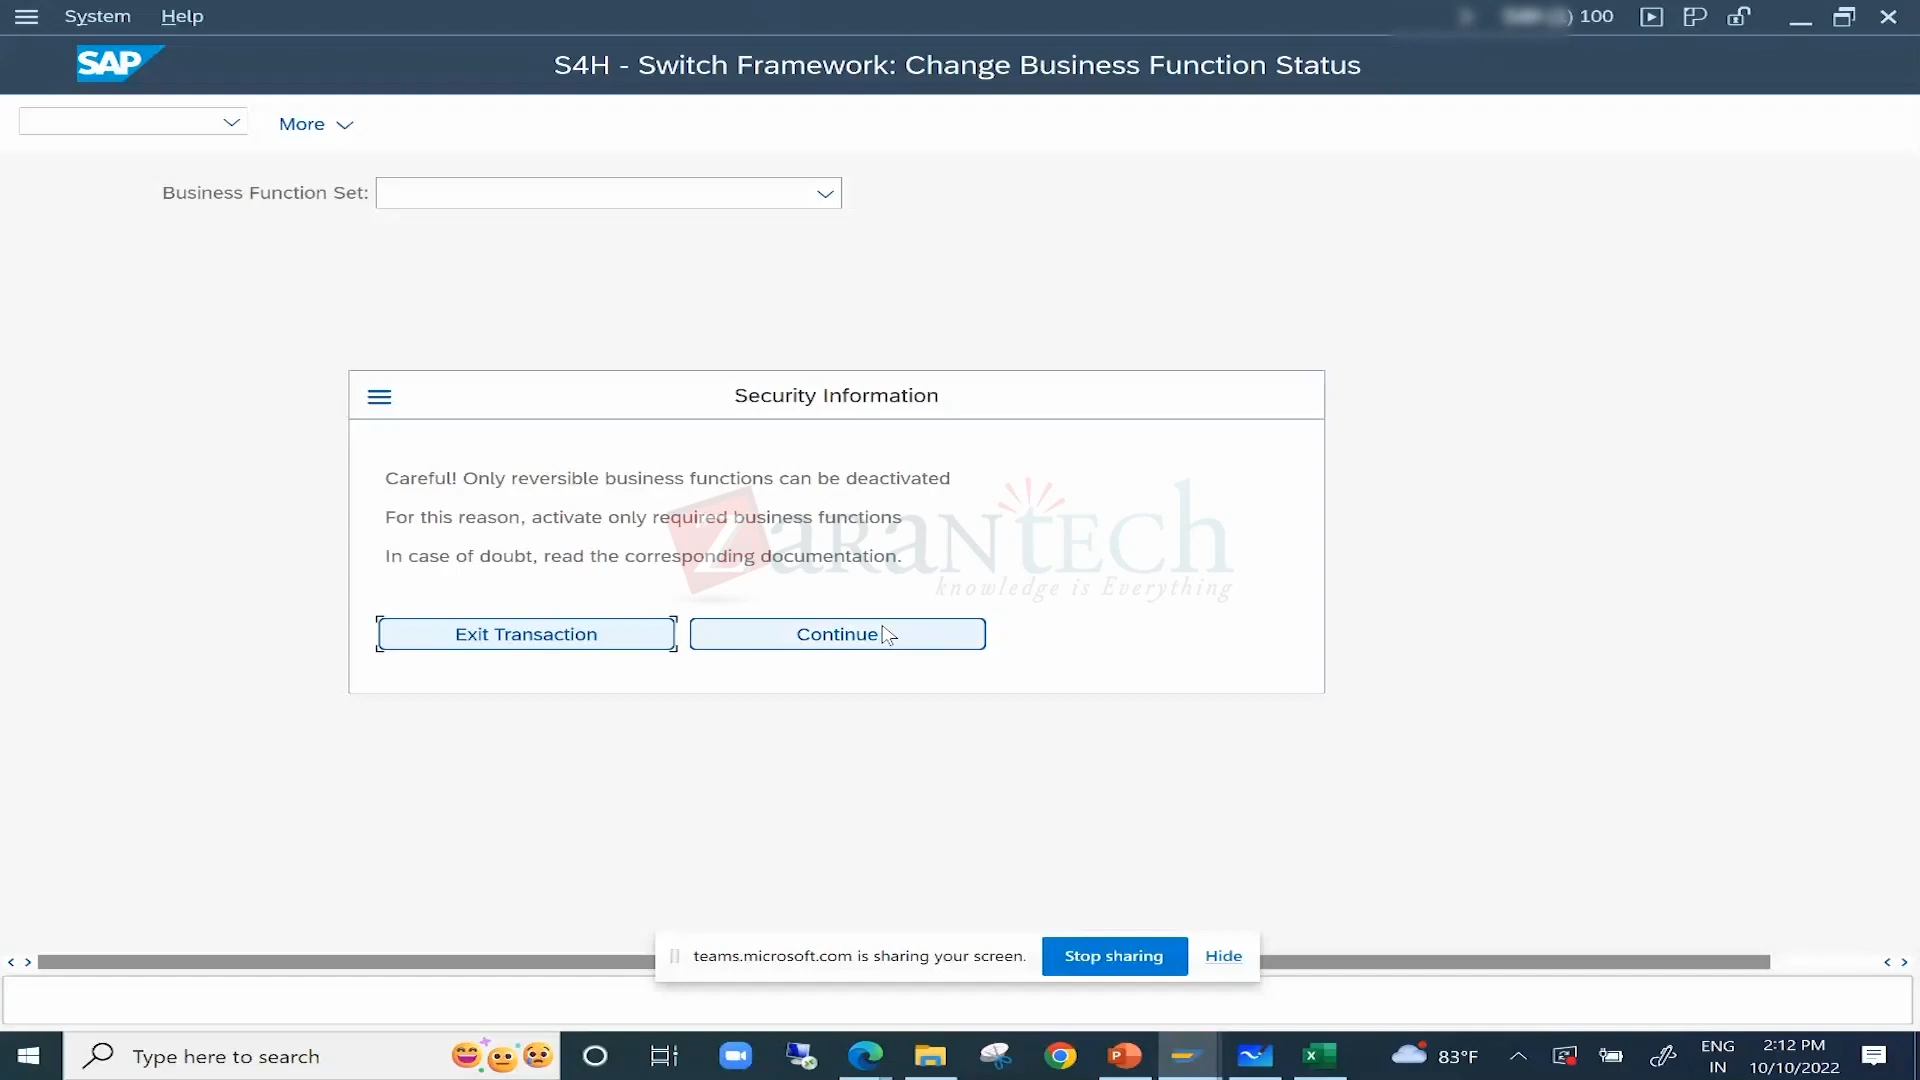 System Help
100
SAP
S4H - Switch Framework: Change Business Function Status
More
Business Function Set:
Security Information
Careful! Only reversible business functions can be deactivated
For this reason, activate only required business functions
In case of doubt, read the corresponding documentation.
ZaranTech
knowledge is Everything
Exit Transaction
Continue
teams.microsoft.com is sharing your screen.
Stop sharing
Hide
Type here to search
83°F
ENG
IN
2:12 PM
10/10/2022